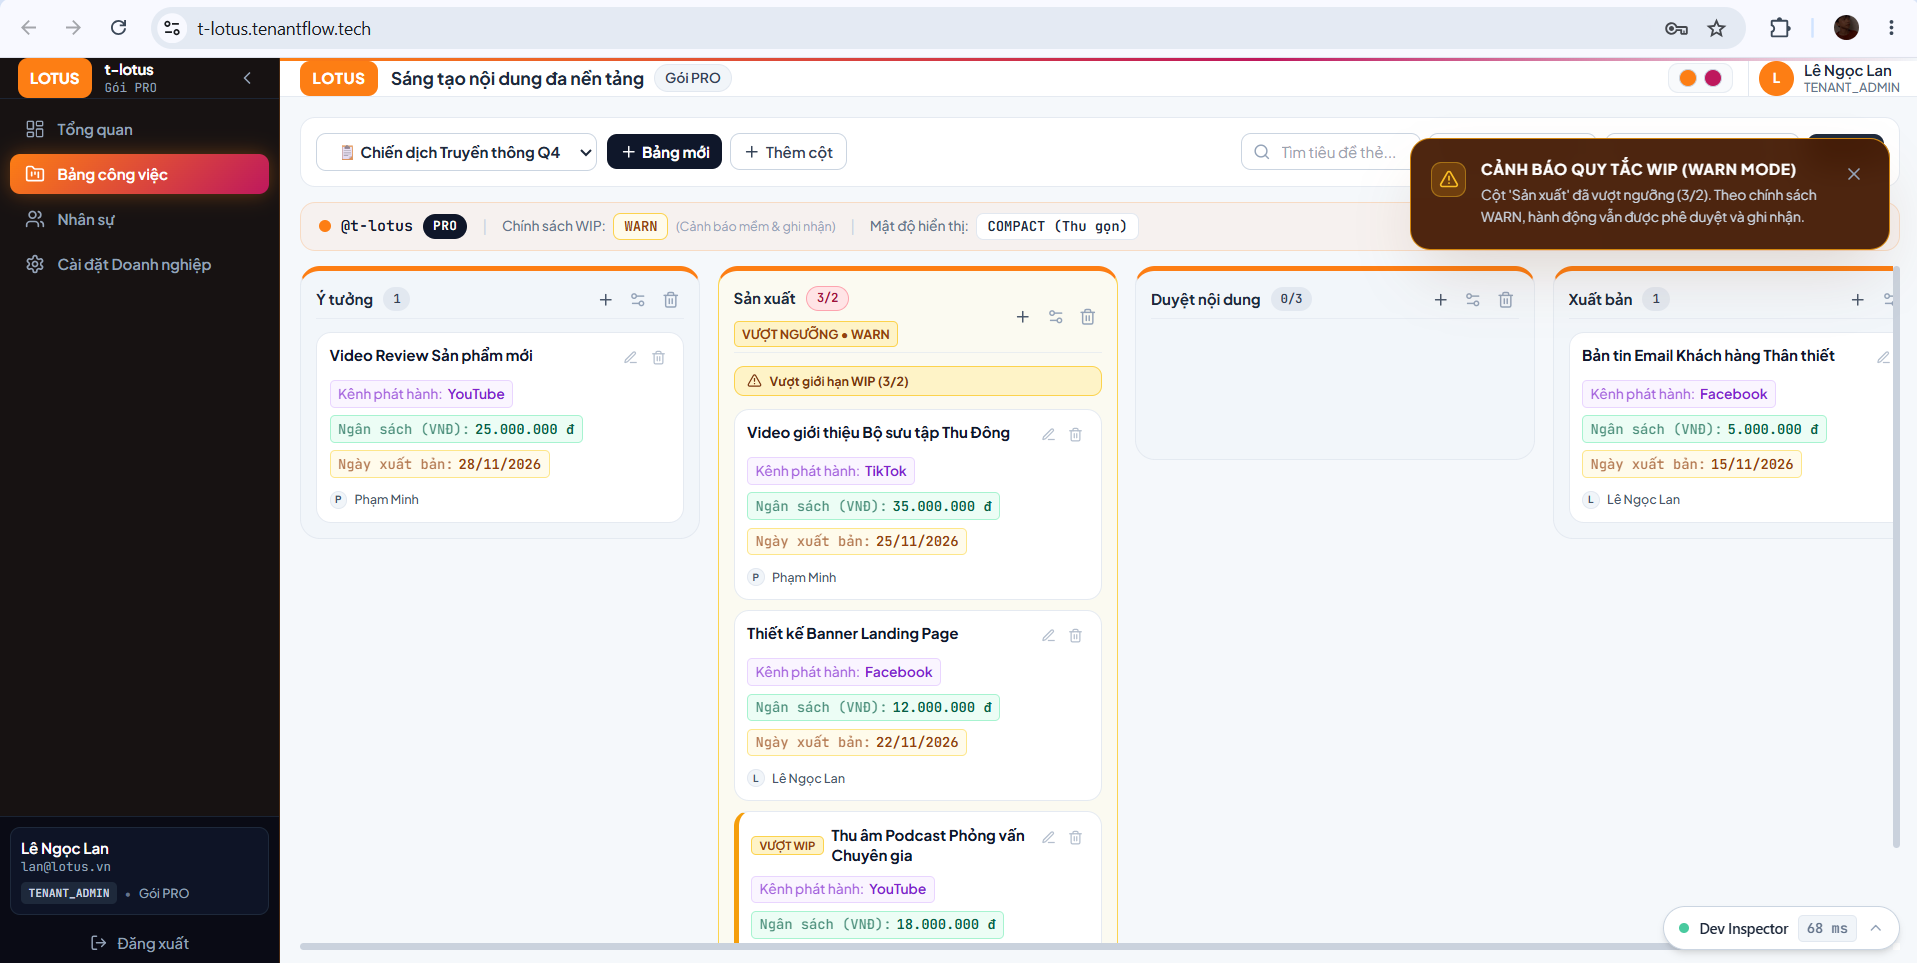 t-lotus.tenantflow.tech
LOTUS
t-lotus
Gói PRO
Tổng quan
Bảng công việc
Nhân sự
Cài đặt Doanh nghiệp
Lê Ngọc Lan
lan@lotus.vn
TENANT_ADMIN • Gói PRO
Đăng xuất
LOTUS Sáng tạo nội dung đa nền tảng Gói PRO
L Lê Ngọc Lan
TENANT_ADMIN
Chiến dịch Truyền thông Q4
+ Bảng mới
+ Thêm cột
Tìm tiêu đề thẻ...
CẢNH BÁO QUY TẮC WIP (WARN MODE)
Cột 'Sản xuất' đã vượt ngưỡng (3/2). Theo chính sách
WARN, hành động vẫn được phê duyệt và ghi nhận.
@t-lotus PRO | Chính sách WIP: WARN (Cảnh báo mềm & ghi nhận) | Mật độ hiển thị: COMPACT (Thu gọn)
Ý tưởng 1
Video Review Sản phẩm mới
Kênh phát hành: YouTube
Ngân sách (VNĐ): 25.000.000 đ
Ngày xuất bản: 28/11/2026
P Phạm Minh
Sản xuất 3/2
VƯỢT NGƯỠNG • WARN
Vượt giới hạn WIP (3/2)
Video giới thiệu Bộ sưu tập Thu Đông
Kênh phát hành: TikTok
Ngân sách (VNĐ): 35.000.000 đ
Ngày xuất bản: 25/11/2026
P Phạm Minh
Thiết kế Banner Landing Page
Kênh phát hành: Facebook
Ngân sách (VNĐ): 12.000.000 đ
Ngày xuất bản: 22/11/2026
L Lê Ngọc Lan
VƯỢT WIP Thu âm Podcast Phỏng vấn
Chuyên gia
Kênh phát hành: YouTube
Ngân sách (VNĐ): 18.000.000 đ
Duyệt nội dung 0/3
Xuất bản 1
Bản tin Email Khách hàng Thân thiết
Kênh phát hành: Facebook
Ngân sách (VNĐ): 5.000.000 đ
Ngày xuất bản: 15/11/2026
L Lê Ngọc Lan
Dev Inspector 68 ms